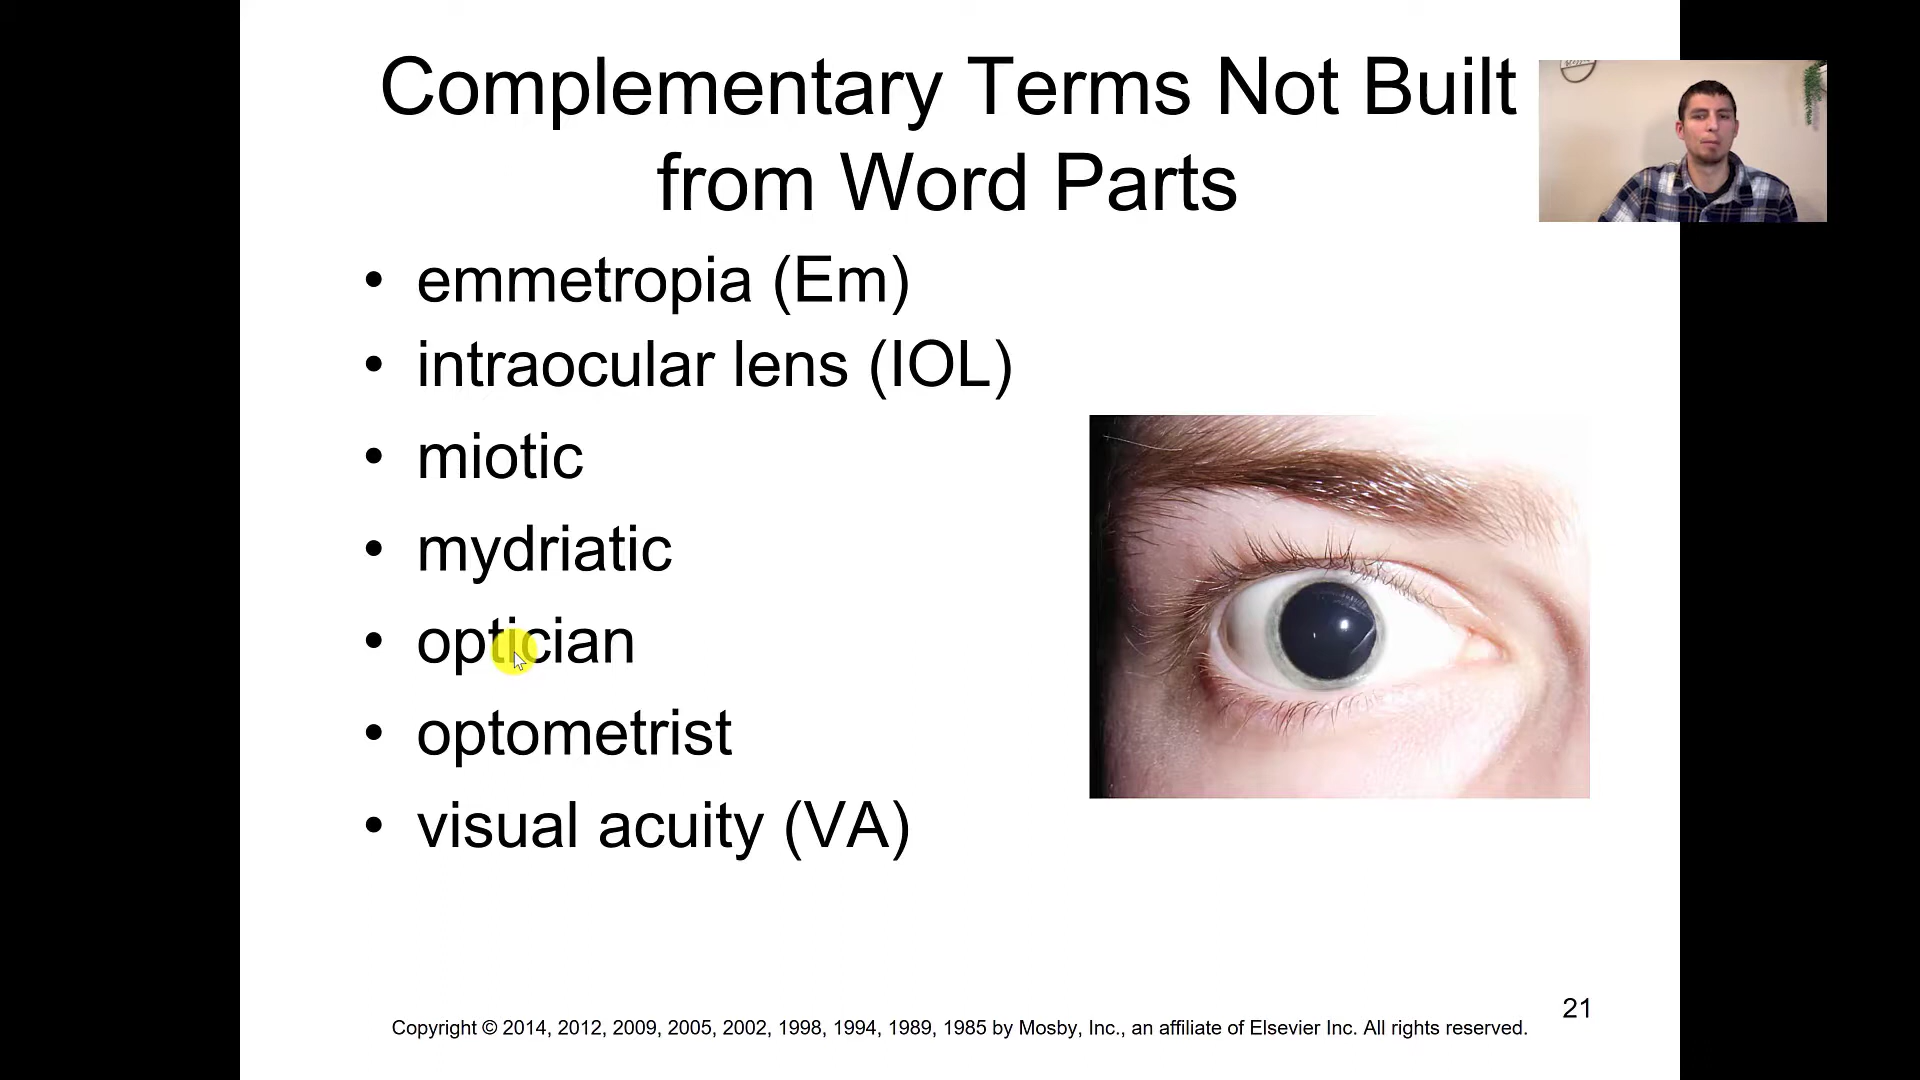 Complementary Terms Not Built
from Word Parts
• emmetropia (Em)
• intraocular lens (IOL)
• miotic
• mydriatic
• optician
• optometrist
• visual acuity (VA)
21
Copyright © 2014, 2012, 2009, 2005, 2002, 1998, 1994, 1989, 1985 by Mosby, Inc., an affiliate of Elsevier Inc. All rights reserved.